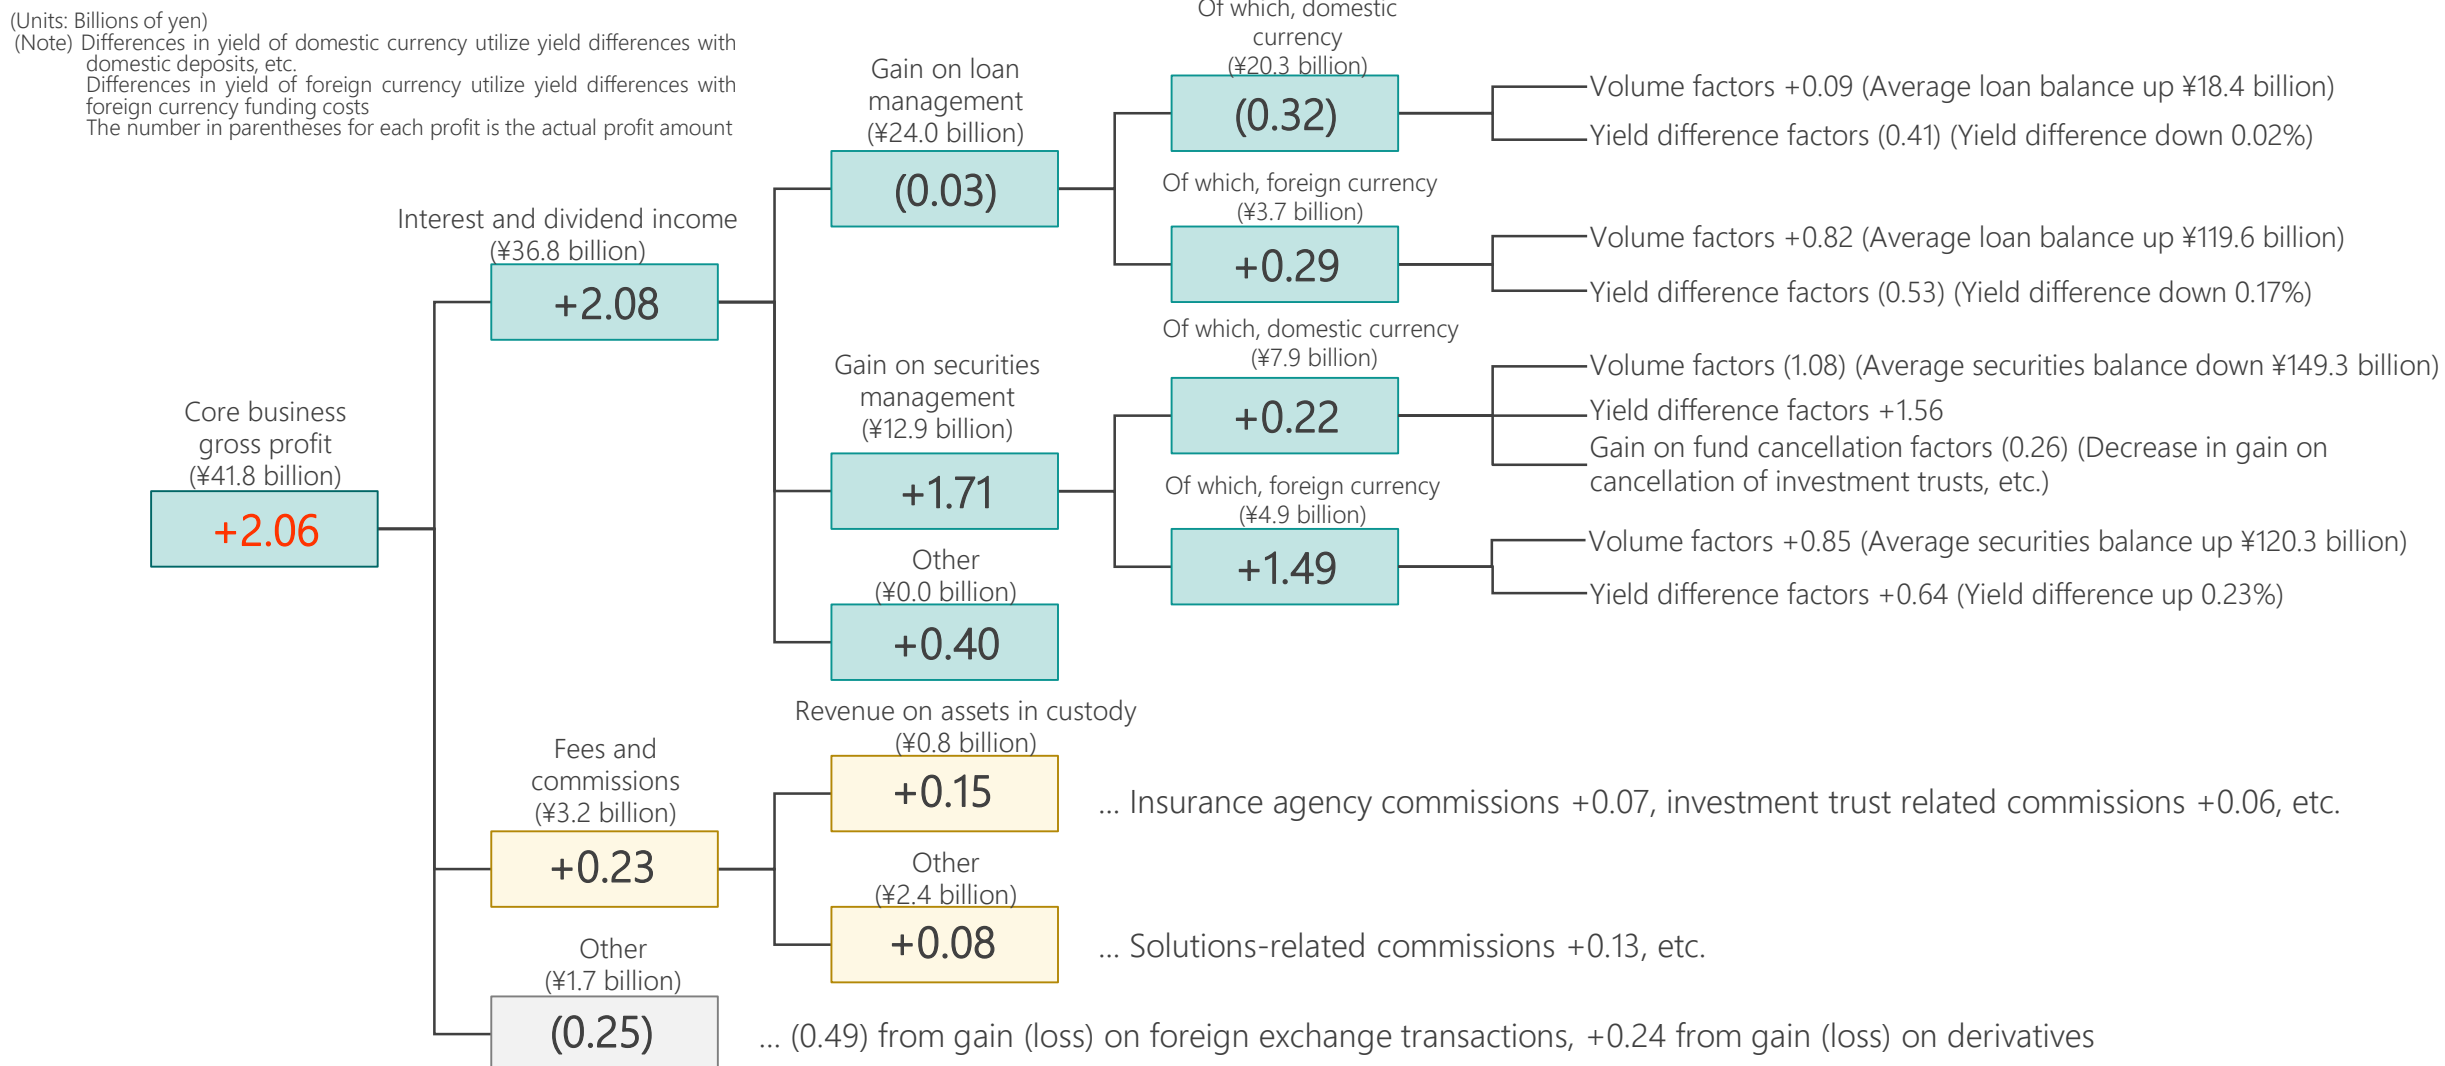 (Units: Billions of yen)
(Note) Differences in yield of domestic currency utilize yield differences with
domestic deposits, etc.
Differences in yield of foreign currency utilize yield differences with
foreign currency funding costs
The number in parentheses for each profit is the actual profit amount
Core business
gross profit
(¥41.8 billion)
+2.06
Interest and dividend income
(¥36.8 billion)
+2.08
Gain on loan
management
(¥24.0 billion)
(0.03)
Of which, domestic
currency
(¥20.3 billion)
(0.32)
Volume factors +0.09 (Average loan balance up ¥18.4 billion)
Yield difference factors (0.41) (Yield difference down 0.02%)
Of which, foreign currency
(¥3.7 billion)
+0.29
Volume factors +0.82 (Average loan balance up ¥119.6 billion)
Yield difference factors (0.53) (Yield difference down 0.17%)
Gain on securities
management
(¥12.9 billion)
+1.71
Of which, domestic currency
(¥7.9 billion)
+0.22
Volume factors (1.08) (Average securities balance down ¥149.3 billion)
Yield difference factors +1.56
Gain on fund cancellation factors (0.26) (Decrease in gain on
cancellation of investment trusts, etc.)
Of which, foreign currency
(¥4.9 billion)
+1.49
Volume factors +0.85 (Average securities balance up ¥120.3 billion)
Yield difference factors +0.64 (Yield difference up 0.23%)
Other
(¥0.0 billion)
+0.40
Fees and
commissions
(¥3.2 billion)
+0.23
Revenue on assets in custody
(¥0.8 billion)
+0.15
... Insurance agency commissions +0.07, investment trust related commissions +0.06, etc.
Other
(¥2.4 billion)
+0.08
... Solutions-related commissions +0.13, etc.
Other
(¥1.7 billion)
(0.25)
... (0.49) from gain (loss) on foreign exchange transactions, +0.24 from gain (loss) on derivatives